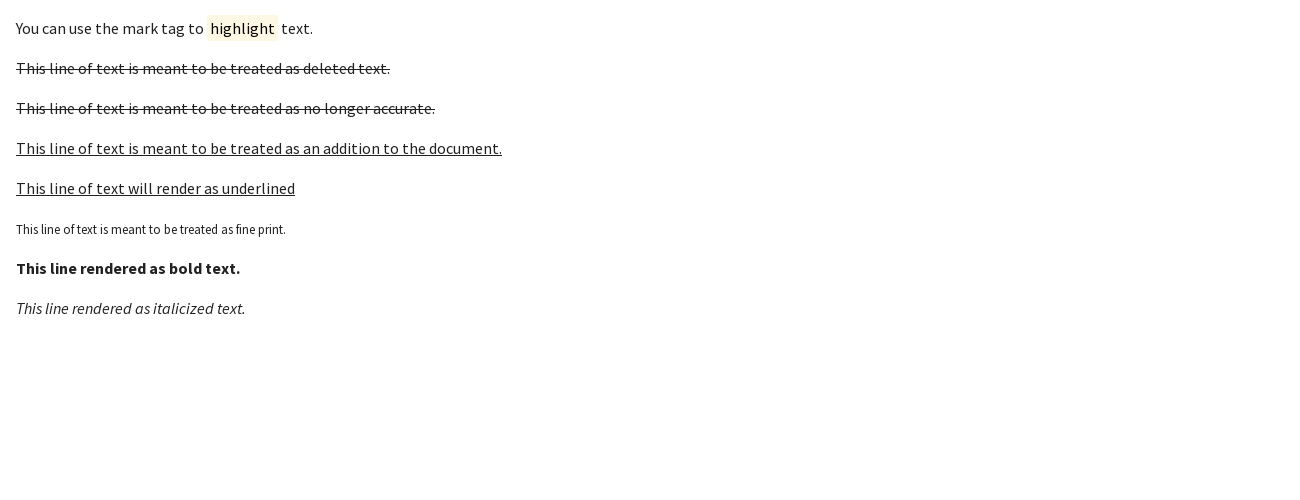 You can use the mark tag to highlight text.
This line of text is meant to be treated as deleted text.
This line of text is meant to be treated as no longer accurate.
This line of text is meant to be treated as an addition to the document.
This line of text will render as underlined
This line of text is meant to be treated as fine print.
This line rendered as bold text.
This line rendered as italicized text.